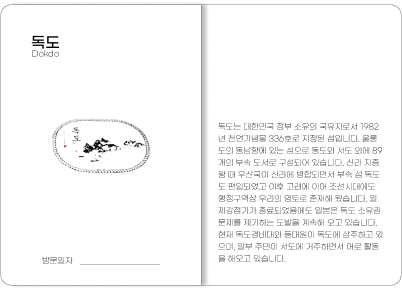 독도
Dokdo
독도
방문일자
독도는 대한민국 정부 소유의 국유지로서 1982
년 천연기념물 336호로 지정된 섬입니다. 울릉
도의 동남향에 있는 섬으로 동도와 서도 외에 89
개의 부속 도서로 구성되어 있습니다. 신라 지증
왕 때 우산국이 신라에 병합되면서 부속 섬 독도
도 편입되었고 이후 고려에 이어 조선시대에도
행정구역상 우리의 영토로 존재해 왔습니다. 일
제강점기가 종료되었음에도 일본은 독도 소유권
문제를 제기하는 도발을 계속해 오고 있습니다.
현재 독도경비대와 등대원이 독도에 상주하고 있
으며, 일부 주민이 서도에 거주하면서 어로 활동
을 해오고 있습니다.